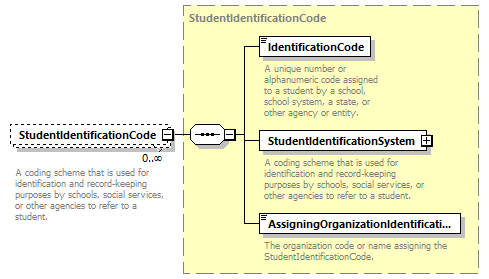 StudentIdentificationCode
IdentificationCode
A unique number or
alphanumeric code assigned
to a student by a school,
school system, a state, or
other agency or entity.
StudentIdentificationCode
0..∞
A coding scheme that is used for
identification and record-keeping
purposes by schools, social services,
or other agencies to refer to a
student.
StudentIdentificationSystem
A coding scheme that is used for
identification and record-keeping
purposes by schools, social services, or
other agencies to refer to a student.
AssigningOrganizationIdentificati...
The organization code or name assigning the
StudentIdentificationCode.